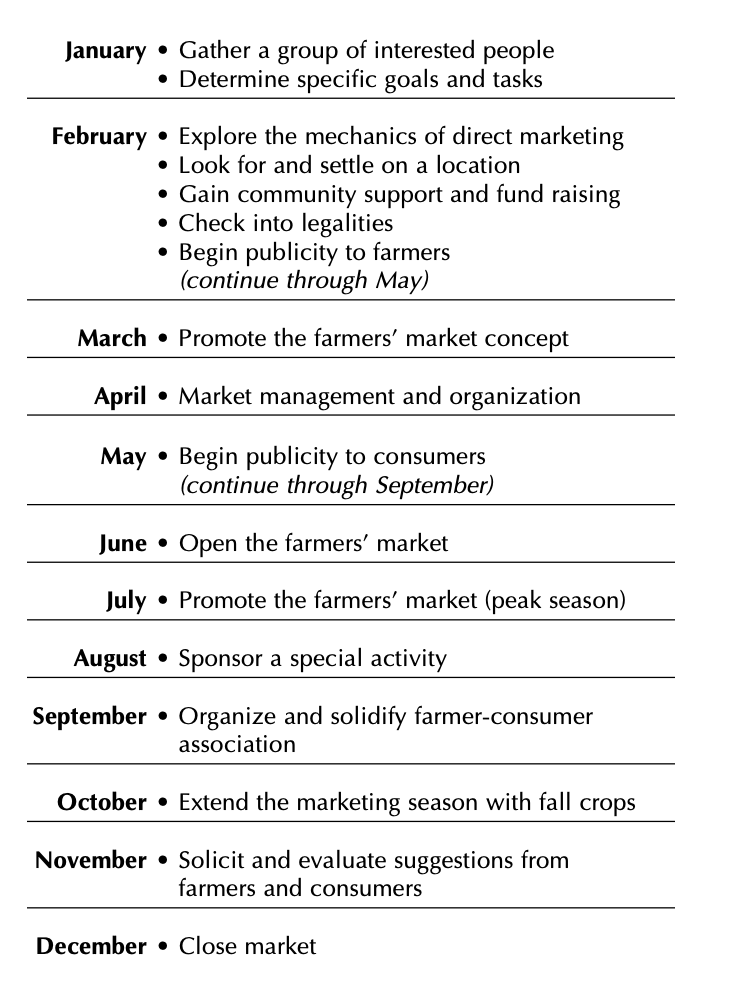 January • Gather a group of interested people
• Determine specific goals and tasks
February • Explore the mechanics of direct marketing
• Look for and settle on a location
• Gain community support and fund raising
• Check into legalities
• Begin publicity to farmers
(continue through May)
March • Promote the farmers’ market concept
April • Market management and organization
May • Begin publicity to consumers
(continue through September)
June • Open the farmers’ market
July • Promote the farmers’ market (peak season)
August • Sponsor a special activity
September • Organize and solidify farmer-consumer
association
October • Extend the marketing season with fall crops
November • Solicit and evaluate suggestions from
farmers and consumers
December • Close market